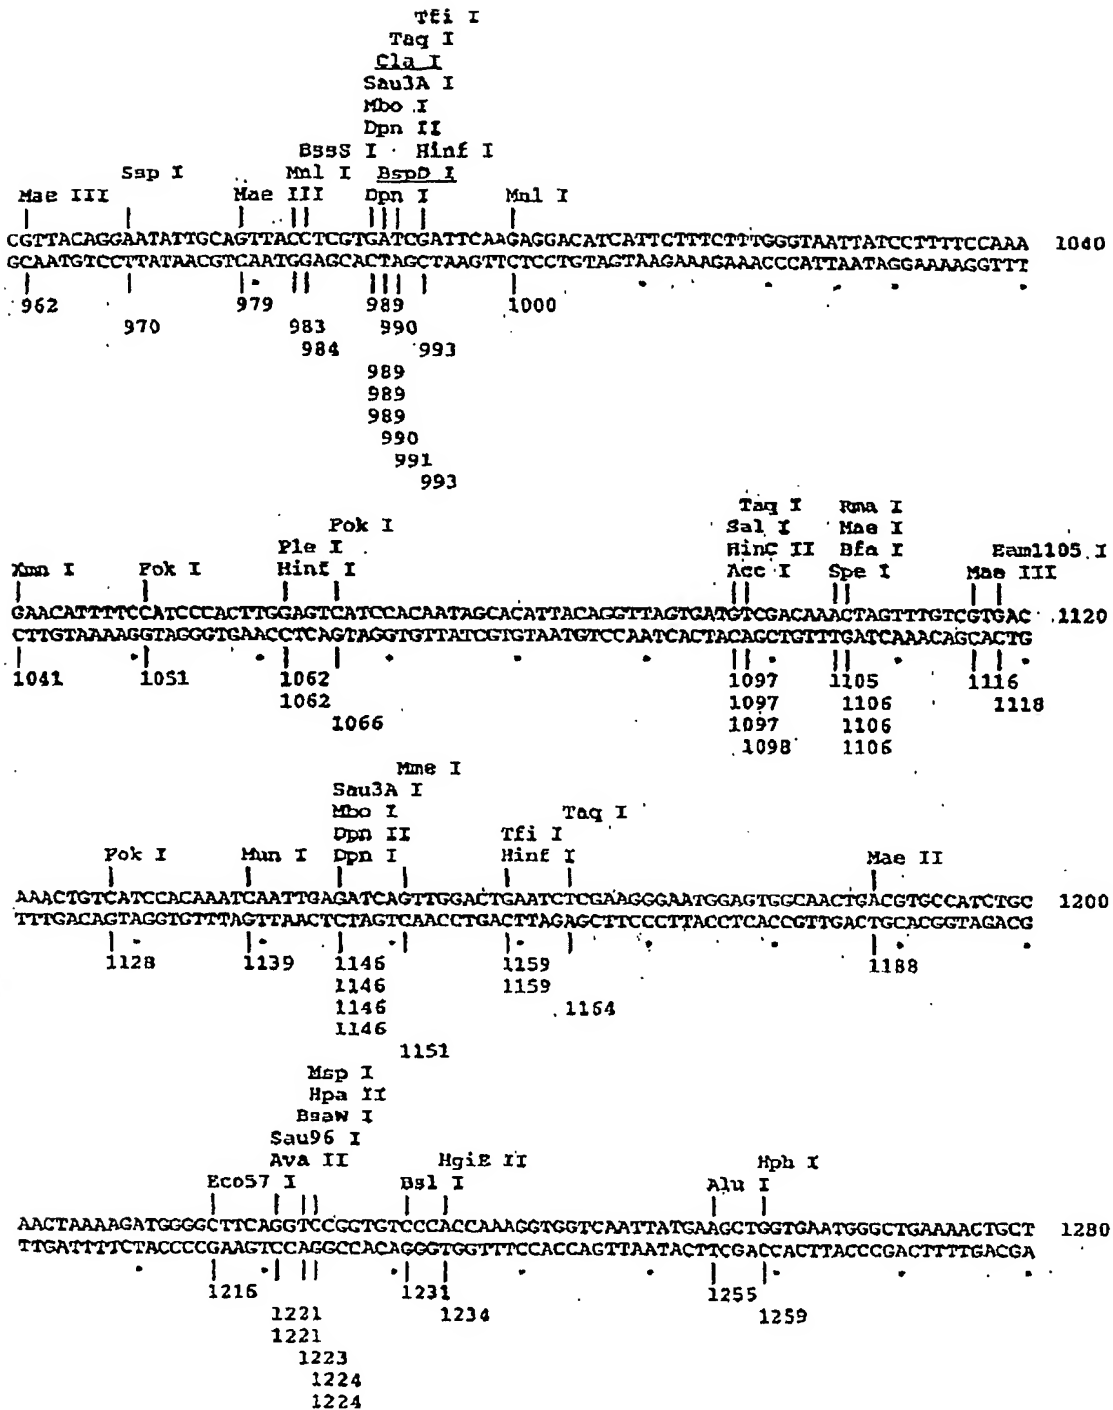 Tfi I
Taq I
Cla I
Sau3A I
Mbo I
Dpn II
BssS I Hinf I
Ssp I Mnl I BspD I
Mae III Mae III Dpn I Mnl I
CGTTACAGGAATATTGCAGTTACCTCGTGATCGATTCAAGAGGACATCATTCTTTCTTTGGGTAATTATCCTTTTCCAAA 1040
GCAATGTCCTTATAACGTCAATGGAGCACTAGCTAAGTTCTCCTGTAGTAAGAAAGAAACCCATTAATAGGAAAAGGTTT
962 979 989 1000
970 983 990
984 993
989
989
989
990
991
993
Taq I Rma I
Fok I Sal I Mae I
Ple I HinC II Bfa I Eam1105 I
Xmn I Fok I Hinf I Acc I Spe I Mae III
GAACATTTTCCATCCCACTTGGAGTCATCCACAATAGCACATTACAGGTTAGTGATGTCGACAAACTAGTTTGTCGTGAC 1120
CTTGTAAAAGGTAGGGTGAACCTCAGTAGGTGTTATCGTGTAATGTCCAATCACTACAGCTGTTTGATCAAACAGCACTG
1041 1051 1062 1097 1105 1116
1062 1097 1106 1118
1066 1097 1106
1098 1106
Mme I
Sau3A I
Mbo I Taq I
Dpn II Tfi I
Fok I Mun I Dpn I Hinf I Mae II
AAACTGTCATCCACAAATCAATTGAGATCAGTTGGACTGAATCTCGAAGGGAATGGAGTGGCAACTGACGTGCCATCTGC 1200
TTTGACAGTAGGTGTTTAGTTAACTCTAGTCAACCTGACTTAGAGCTTCCCTTACCTCACCGTTGACTGCACGGTAGACG
1128 1139 1146 1159 1188
1146 1159
1146 1164
1146
1151
Msp I
Hpa II
BsaW I
Sau96 I
Ava II HgiE II Hph I
Eco57 I Bsl I Alu I
AACTAAAAGATGGGGCTTCAGGTCCGGTGTCCCACCAAAGGTGGTCAATTATGAAGCTGGTGAATGGGCTGAAAACTGCT 1280
TTGATTTTCTACCCCGAAGTCCAGGCCACAGGGTGGTTTCCACCAGTTAATACTTCGACCACTTACCCGACTTTTGACGA
1216 1231 1255
1221 1234 1259
1221
1223
1224
1224